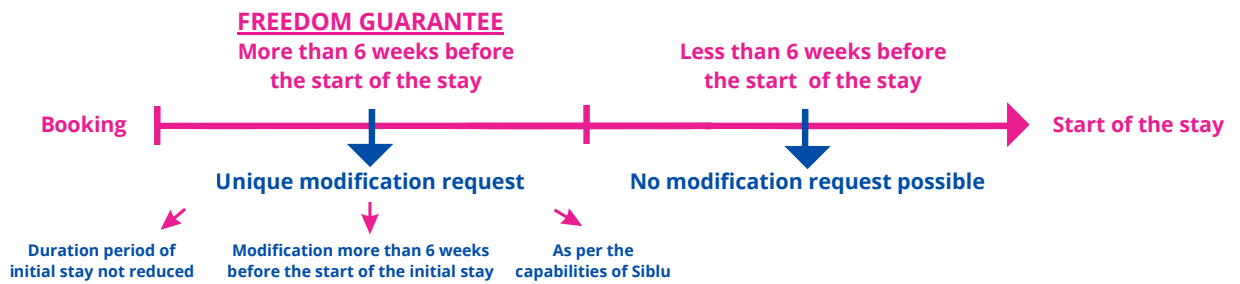 FREEDOM GUARANTEE
More than 6 weeks before
the start of the stay
Less than 6 weeks before
the start of the stay
Booking
Start of the stay
Unique modification request
No modification request possible
Duration period of
initial stay not reduced
Modification more than 6 weeks
before the start of the initial stay
As per the
capabilities of Siblu